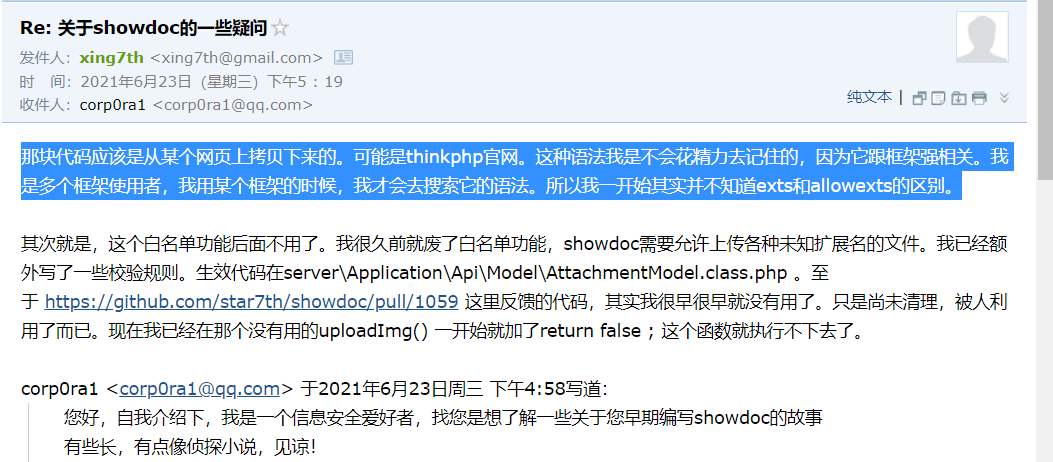 Re: 关于showdoc的一些疑问
发件人：xing7th <xing7th@gmail.com>
时 间：2021年6月23日 (星期三) 下午5：19
收件人：corp0ra1 <corp0ra1@qq.com>
纯文本 |
那块代码应该是从某个网页上拷贝下来的。可能是thinkphp官网。这种语法我是不会花精力去记住的，因为它跟框架强相关。我
是多个框架使用者，我用某个框架的时候，我才会去搜索它的语法。所以我一开始其实并不知道exts和allowexts的区别。
其次就是，这个白名单功能后面不用了。我很久前就废了白名单功能，showdoc需要允许上传各种未知扩展名的文件。我已经额
外写了一些校验规则。生效代码在server\Application\Api\Model\AttachmentModel.class.php 。至
于 https://github.com/star7th/showdoc/pull/1059 这里反馈的代码，其实我很早很早就没有用了。只是尚未清理，被人利
用了而已。现在我已经在那个没有用的uploadImg() 一开始就加了return false ；这个函数就执行不下去了。
corp0ra1 <corp0ra1@qq.com> 于2021年6月23日周三 下午4:58写道：
您好，自我介绍下，我是一个信息安全爱好者，找您是想了解一些关于您早期编写showdoc的故事
有些长，有点像侦探小说，见谅！